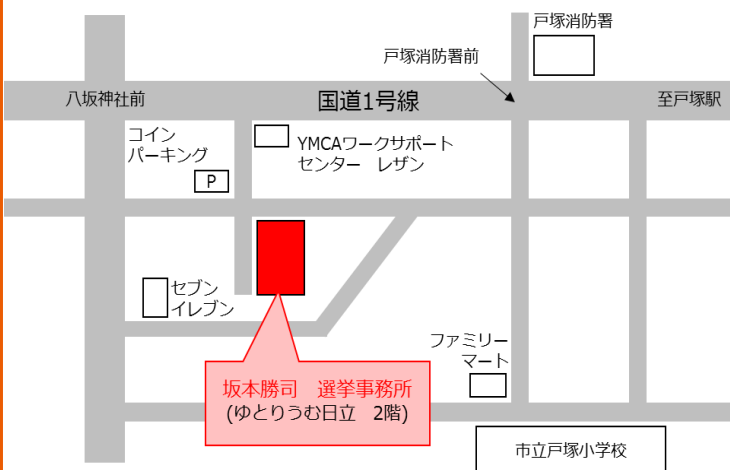 戸塚消防署
戸塚消防署前
八坂神社前
国道1号線
至戸塚駅
コイン
パーキング
P
YMCAワークサポート
センター　レザン
セブン
イレブン
ファミリー
マート
坂本勝司　選挙事務所
(ゆとりうむ日立　2階)
市立戸塚小学校